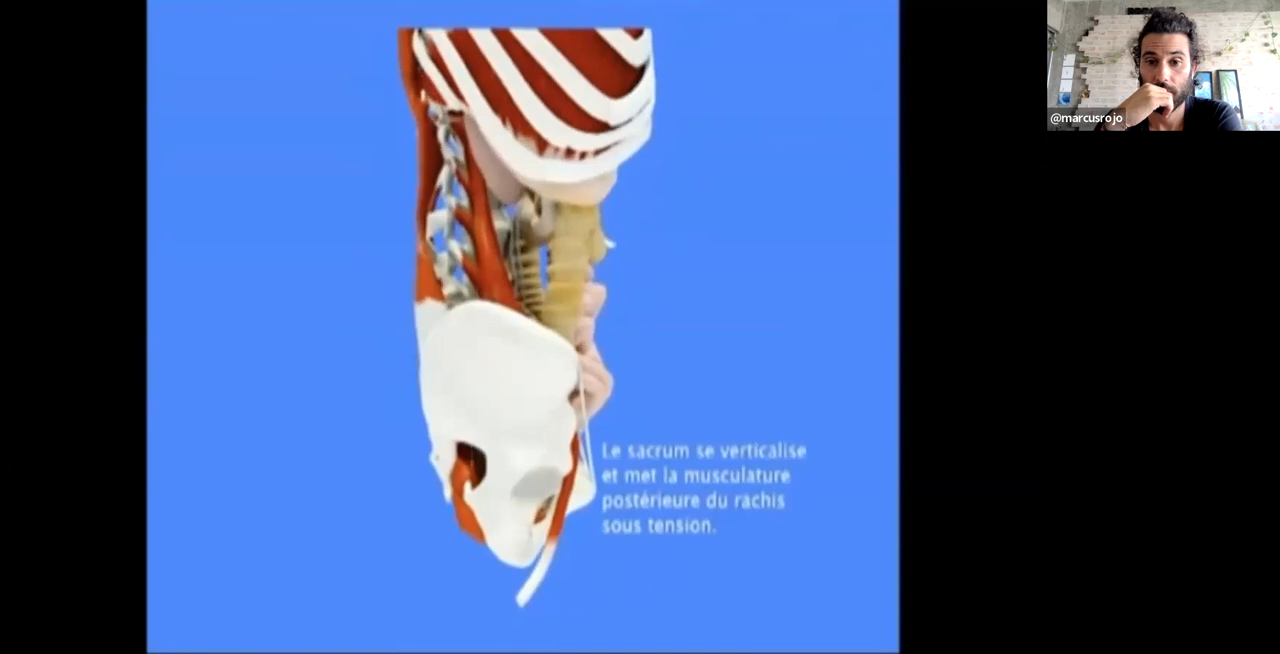 @marcusrojo
Le sacrum se verticalise
et met la musculature
postérieure du rachis
sous tension.